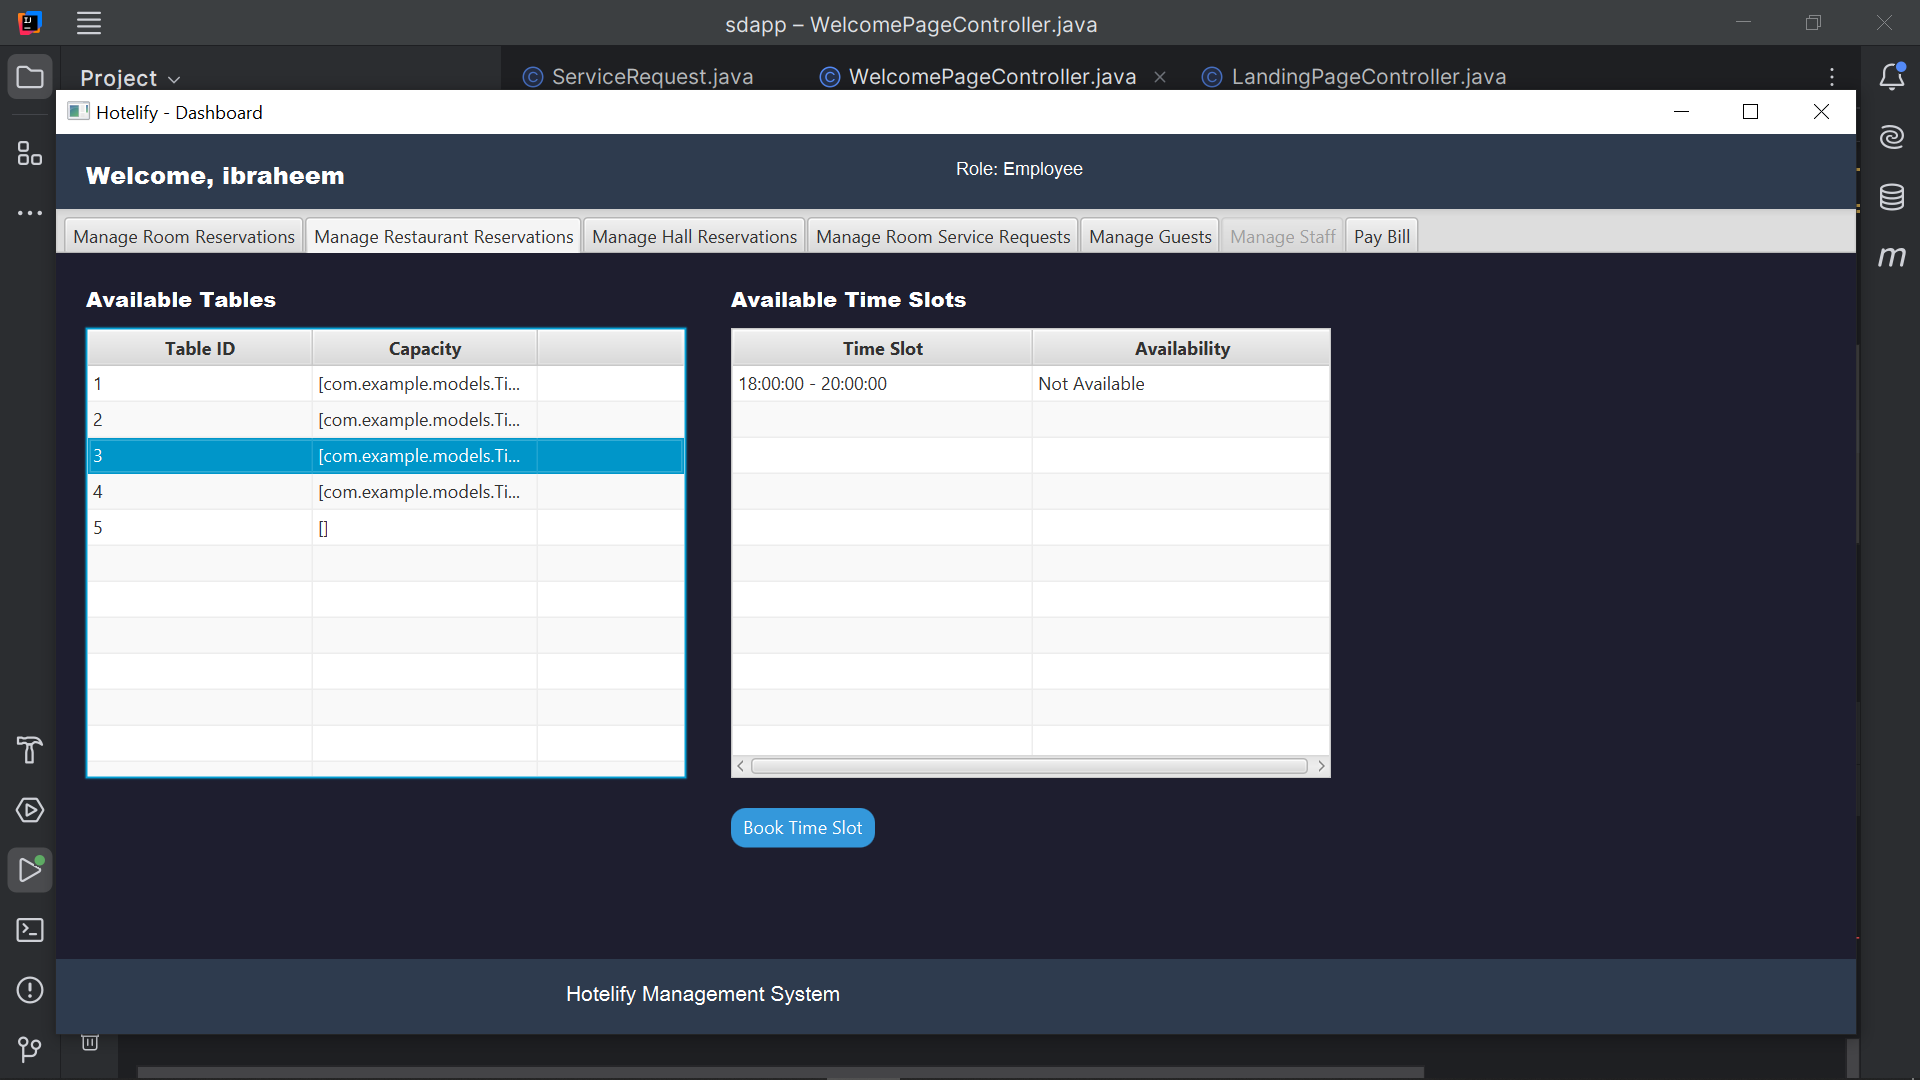 sdapp – WelcomePageController.java
Project
ServiceRequest.java
WelcomePageController.java
LandingPageController.java
Hotelify - Dashboard
Welcome, ibraheem
Role: Employee
Manage Room Reservations
Manage Restaurant Reservations
Manage Hall Reservations
Manage Room Service Requests
Manage Guests
Manage Staff
Pay Bill
Available Tables
Table ID Capacity
1 [com.example.models.Ti...
2 [com.example.models.Ti...
3 [com.example.models.Ti...
4 [com.example.models.Ti...
5 []
Available Time Slots
Time Slot Availability
18:00:00 - 20:00:00 Not Available
Book Time Slot
Hotelify Management System